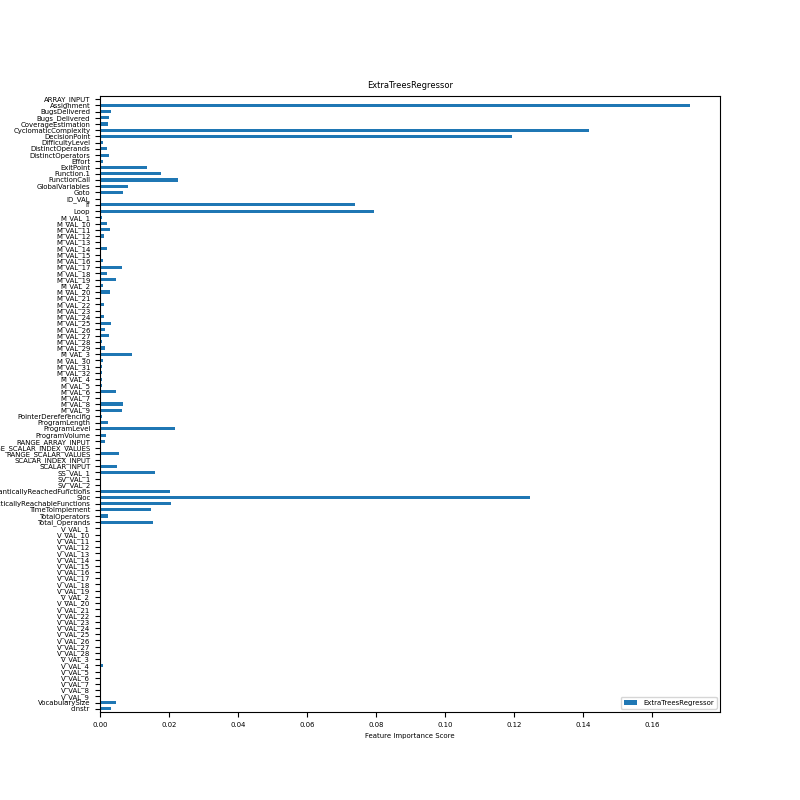 ExtraTreesRegressor
ARRAY_INPUT
Assignment
BugsDelivered
Bugs_Delivered
CoverageEstimation
CyclomaticComplexity
DecisionPoint
DifficultyLevel
DistinctOperands
DistinctOperators
Effort
ExitPoint
Function.1
FunctionCall
GlobalVariables
Goto
ID_VAL
If
Loop
M_VAL_1
M_VAL_10
M_VAL_11
M_VAL_12
M_VAL_13
M_VAL_14
M_VAL_15
M_VAL_16
M_VAL_17
M_VAL_18
M_VAL_19
M_VAL_2
M_VAL_20
M_VAL_21
M_VAL_22
M_VAL_23
M_VAL_24
M_VAL_25
M_VAL_26
M_VAL_27
M_VAL_28
M_VAL_29
M_VAL_3
M_VAL_30
M_VAL_31
M_VAL_32
M_VAL_4
M_VAL_5
M_VAL_6
M_VAL_7
M_VAL_8
M_VAL_9
PointerDereferencing
ProgramLength
ProgramLevel
ProgramVolume
RANGE_ARRAY_INPUT
E_SCALAR_INDEX_VALUES
RANGE_SCALAR_VALUES
SCALAR_INDEX_INPUT
SCALAR_INPUT
SS_VAL_1
SV_VAL_1
SV_VAL_2
anticallyReachedFunctions
Sloc
ticallyReachableFunctions
TimeToImplement
TotalOperators
Total_Operands
V_VAL_1
V_VAL_10
V_VAL_11
V_VAL_12
V_VAL_13
V_VAL_14
V_VAL_15
V_VAL_16
V_VAL_17
V_VAL_18
V_VAL_19
V_VAL_2
V_VAL_20
V_VAL_21
V_VAL_22
V_VAL_23
V_VAL_24
V_VAL_25
V_VAL_26
V_VAL_27
V_VAL_28
V_VAL_3
V_VAL_4
V_VAL_5
V_VAL_6
V_VAL_7
V_VAL_8
V_VAL_9
VocabularySize
cinstr
ExtraTreesRegressor
0.00 0.02 0.04 0.06 0.08 0.10 0.12 0.14 0.16
Feature Importance Score